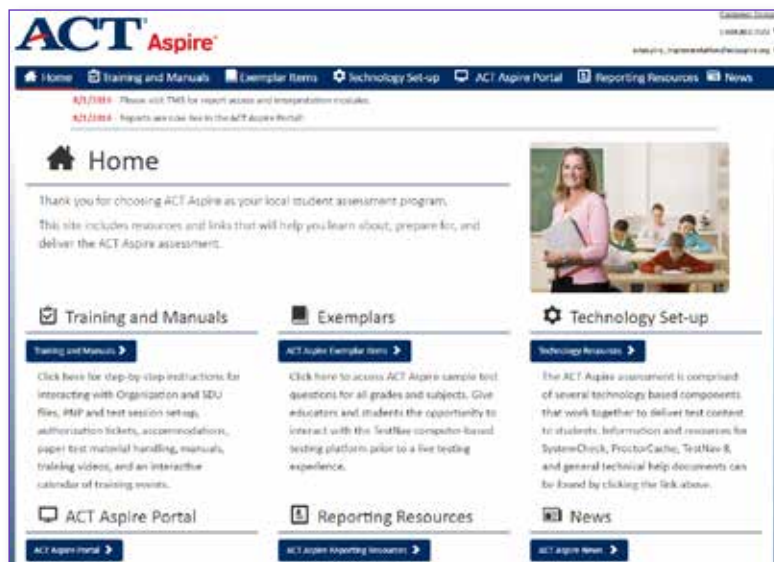 ACT Aspire
Home Training and Manuals Exemplar Items Technology Set-up ACT Aspire Portal Reporting Resources News
Please visit TMS for report access and interpretation modules.
Reports are now live in the ACT Aspire Portal!
Home
Thank you for choosing ACT Aspire as your local student assessment program.
This site includes resources and links that will help you learn about, prepare for, and
deliver the ACT Aspire assessment.
Training and Manuals
Training and Manuals
Click here for step-by-step instructions for
interacting with Organization and SDU
files, PNP and test session set-up,
authorization tickets, accommodations,
paper test material handling, manuals,
training videos, and an interactive
calendar of training events.
Exemplars
ACT Aspire Exemplar Items
Click here to access ACT Aspire sample test
questions for all grades and subjects. Give
educators and students the opportunity to
interact with the TestNav computer-based
testing platform prior to a live testing
experience.
Technology Set-up
Technology Resources
The ACT Aspire assessment is comprised
of several technology based components
that work together to deliver test content
to students. Information and resources for
SystemCheck, ProctorCache, TestNav 8,
and general technical help documents can
be found by clicking the link above.
ACT Aspire Portal
ACT Aspire Portal
Reporting Resources
ACT Aspire Reporting Resources
News
ACT Aspire News